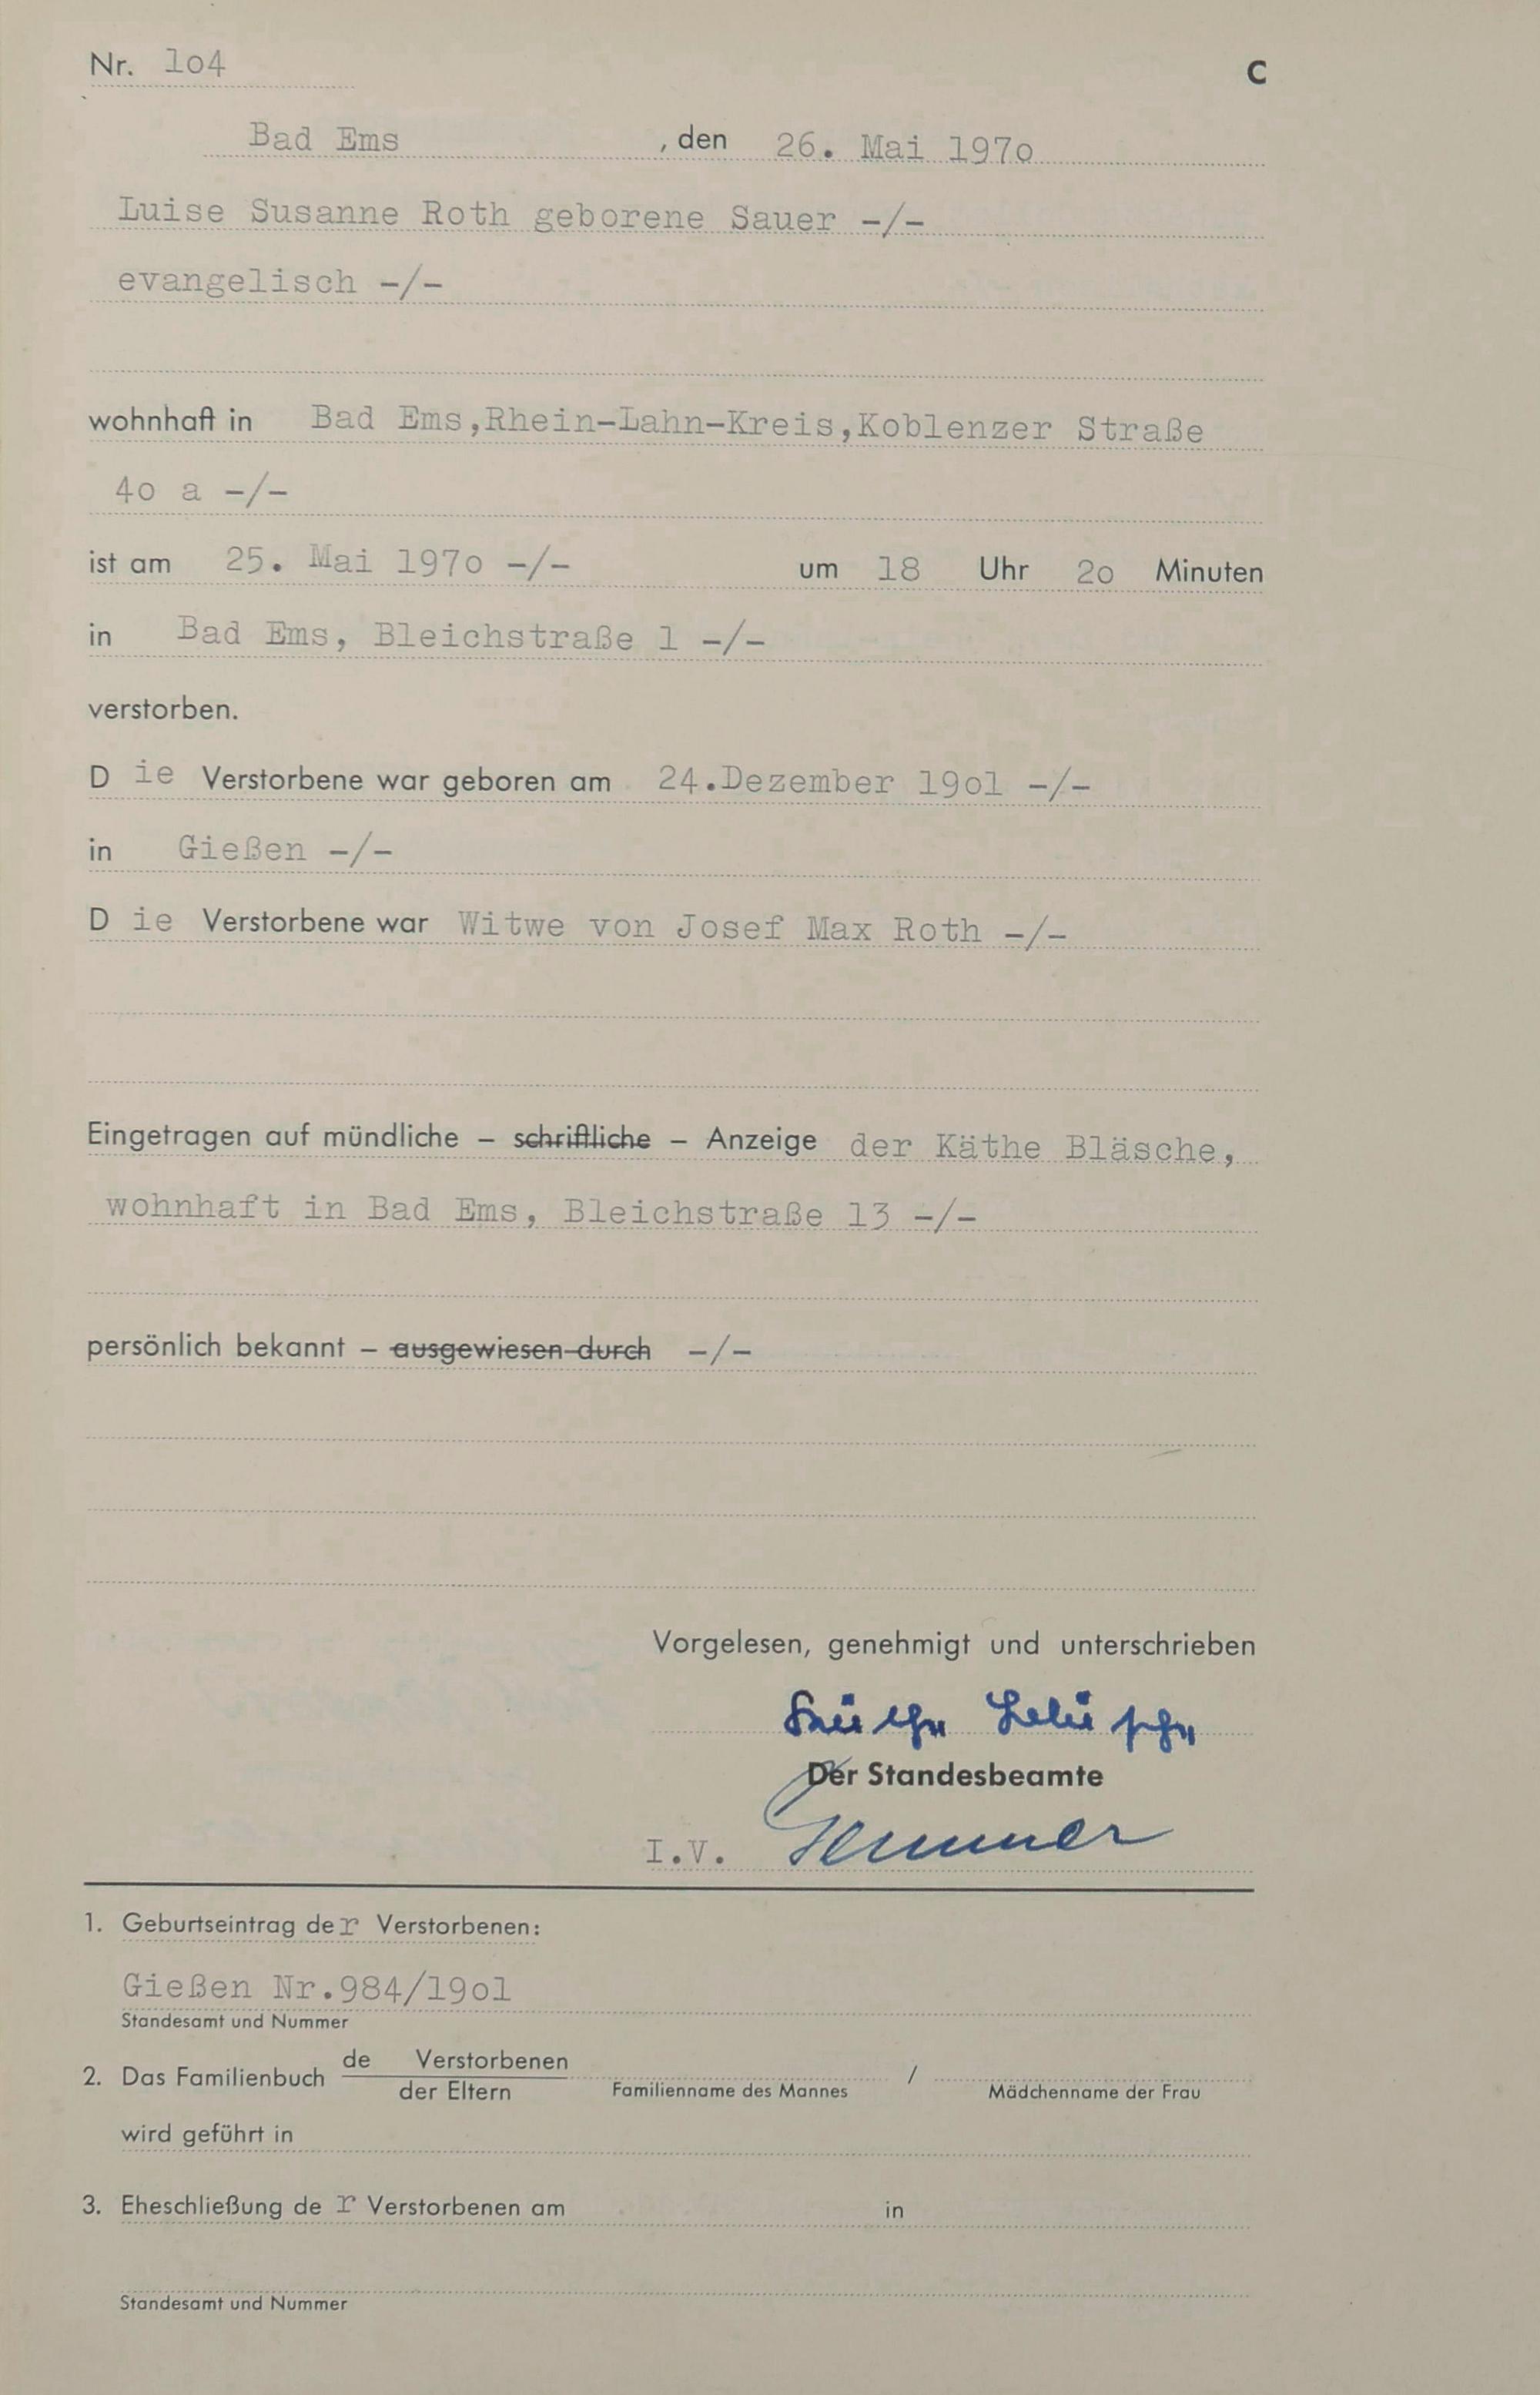 Nr. 1o4 C
Bad Ems , den 26. Mai 197o
Luise Susanne Roth geborene Sauer -/-
evangelisch -/-
wohnhaft in Bad Ems,Rhein-Lahn-Kreis,Koblenzer Straße
4o a -/-
ist am 25. Mai 197o -/- um 18 Uhr 2o Minuten
in Bad Ems, Bleichstraße 1 -/-
verstorben.
D ie Verstorbene war geboren am 24.Dezember 19o1 -/-
in Gießen -/-
D ie Verstorbene war Witwe von Josef Max Roth -/-
Eingetragen auf mündliche – schriftliche – Anzeige der Käthe Bläsche,
wohnhaft in Bad Ems, Bleichstraße 13 -/-
persönlich bekannt – ausgewiesen durch -/-
Vorgelesen, genehmigt und unterschrieben
Käthe Bläsche
Der Standesbeamte
I.V.
1. Geburtseintrag der Verstorbenen:
Gießen Nr.984/19o1
Standesamt und Nummer
2. Das Familienbuch de Verstorbenen / der Eltern Familienname des Mannes / Mädchenname der Frau
wird geführt in
3. Eheschließung de r Verstorbenen am in
Standesamt und Nummer